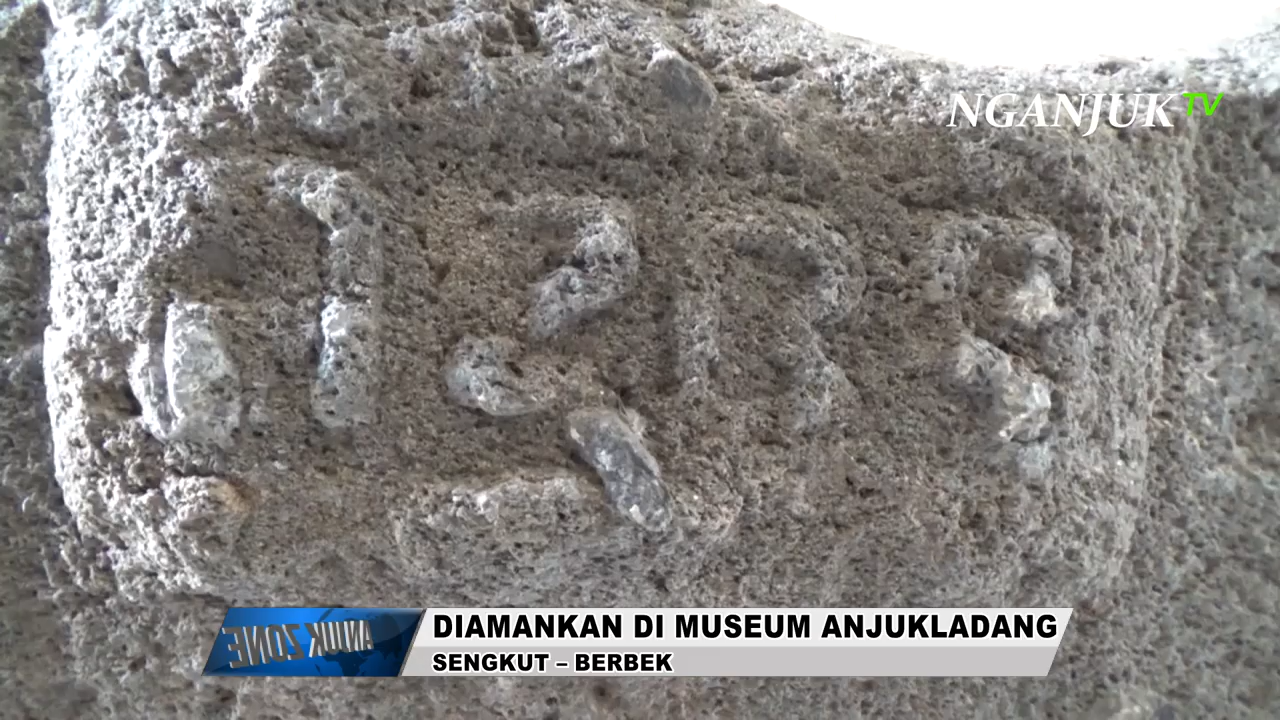 NGANJUK TV
DIAMANKAN DI MUSEUM ANJUKLADANG
SENGKUT – BERBEK
ANJUK ZONE